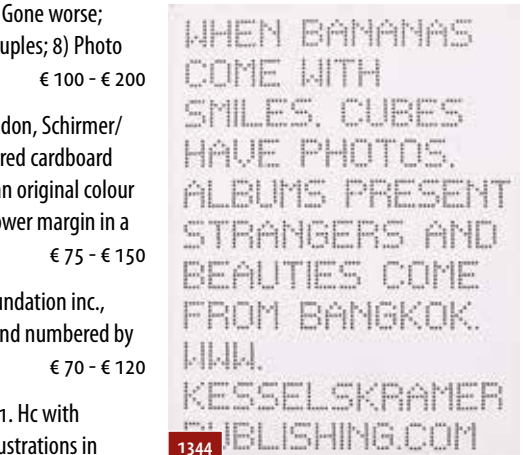 Gone worse;
uples; 8) Photo
€ 100 - € 200
don, Schirmer/
red cardboard
n original colour
ower margin in a
€ 75 - € 150
undation inc.,
nd numbered by
€ 70 - € 120
1. Hc with
ustrations in
WHEN BANANAS
COME WITH
SMILES. CUBES
HAVE PHOTOS.
ALBUMS PRESENT
STRANGERS AND
BEAUTIES COME
FROM BANGKOK.
WWW.
KESSELSKRAMER
UBLISHING.COM
1344